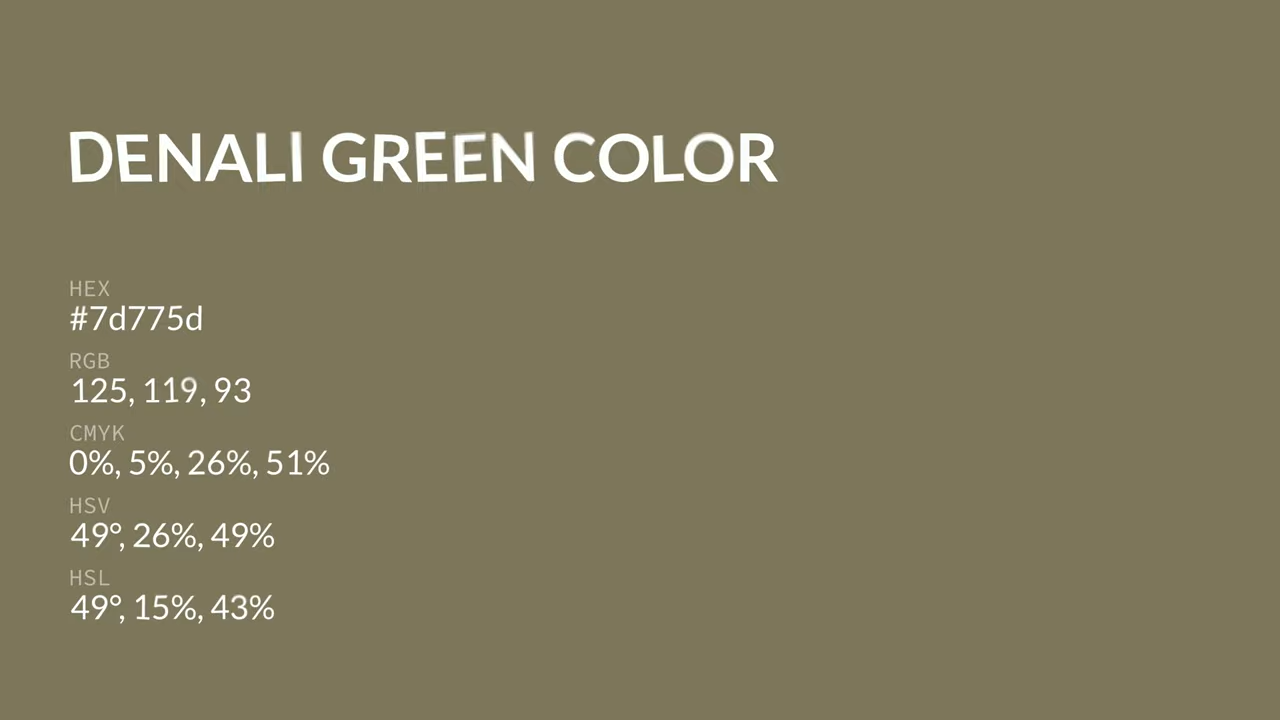 DENALI GREEN COLOR
HEX
#7d775d
RGB
125, 119, 93
CMYK
0%, 5%, 26%, 51%
HSV
49°, 26%, 49%
HSL
49°, 15%, 43%